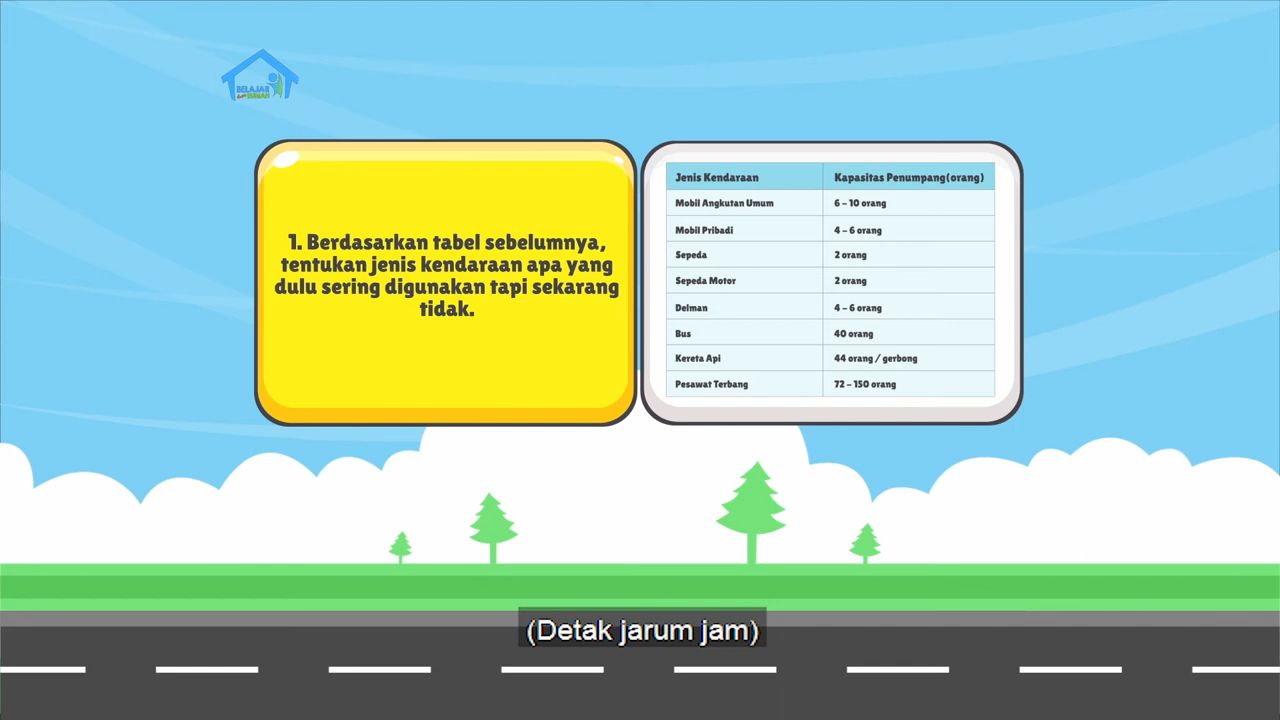 BELAJAR
dari RUMAH
1. Berdasarkan tabel sebelumnya,
tentukan jenis kendaraan apa yang
dulu sering digunakan tapi sekarang
tidak.
Jenis Kendaraan Kapasitas Penumpang(orang)
Mobil Angkutan Umum 6 – 10 orang
Mobil Pribadi 4 – 6 orang
Sepeda 2 orang
Sepeda Motor 2 orang
Delman 4 – 6 orang
Bus 40 orang
Kereta Api 44 orang / gerbong
Pesawat Terbang 72 – 150 orang
(Detak jarum jam)